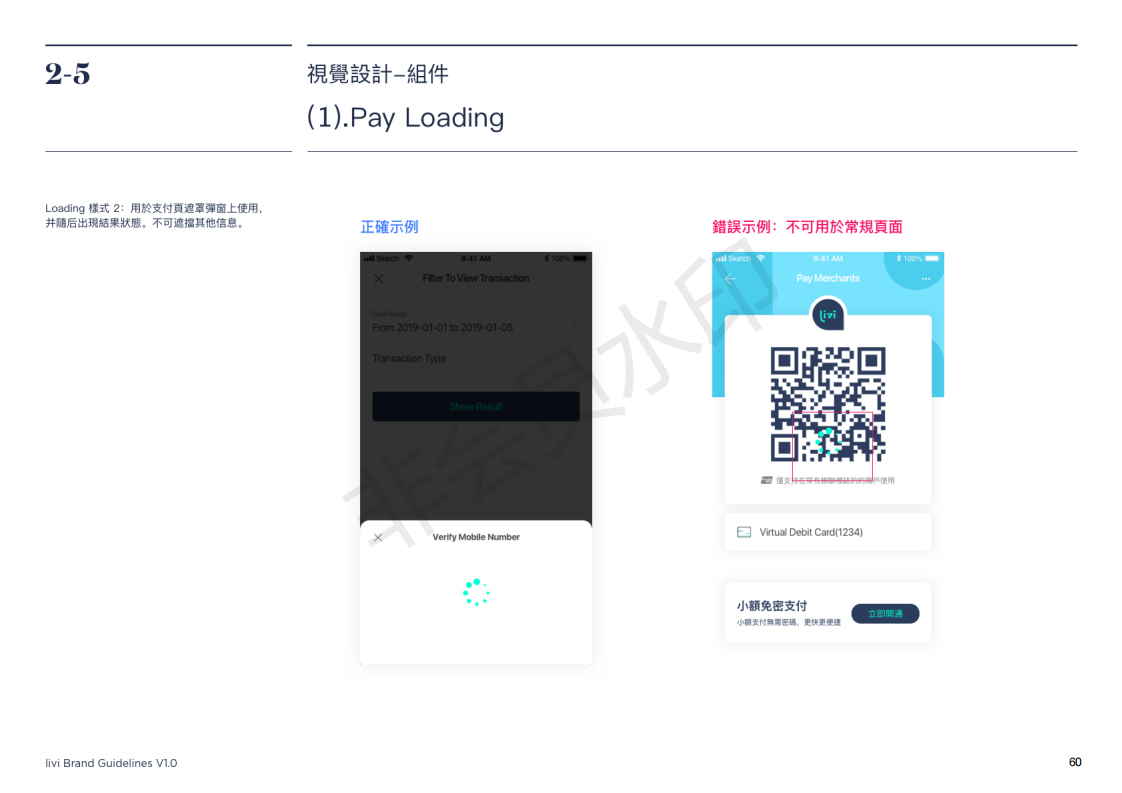 2-5
視覺設計–組件
(1).Pay Loading
Loading 樣式 2：用於支付頁遮罩彈窗上使用，
并隨后出現結果狀態。不可遮擋其他信息。
正確示例
Sketch 9:41 AM 100%
Filter To View Transaction
Date Range
From 2019-01-01 to 2019-01-05
Transaction Type
Show Result
Verify Mobile Number
錯誤示例：不可用於常規頁面
Sketch 9:41 AM 100%
Pay Merchants
livi
僅支持在带有銀聯標誌的的商戶使用
Virtual Debit Card(1234)
小額免密支付
小額支付無需密碼，更快更便捷
立即開通
非会员水印
livi Brand Guidelines V1.0
60